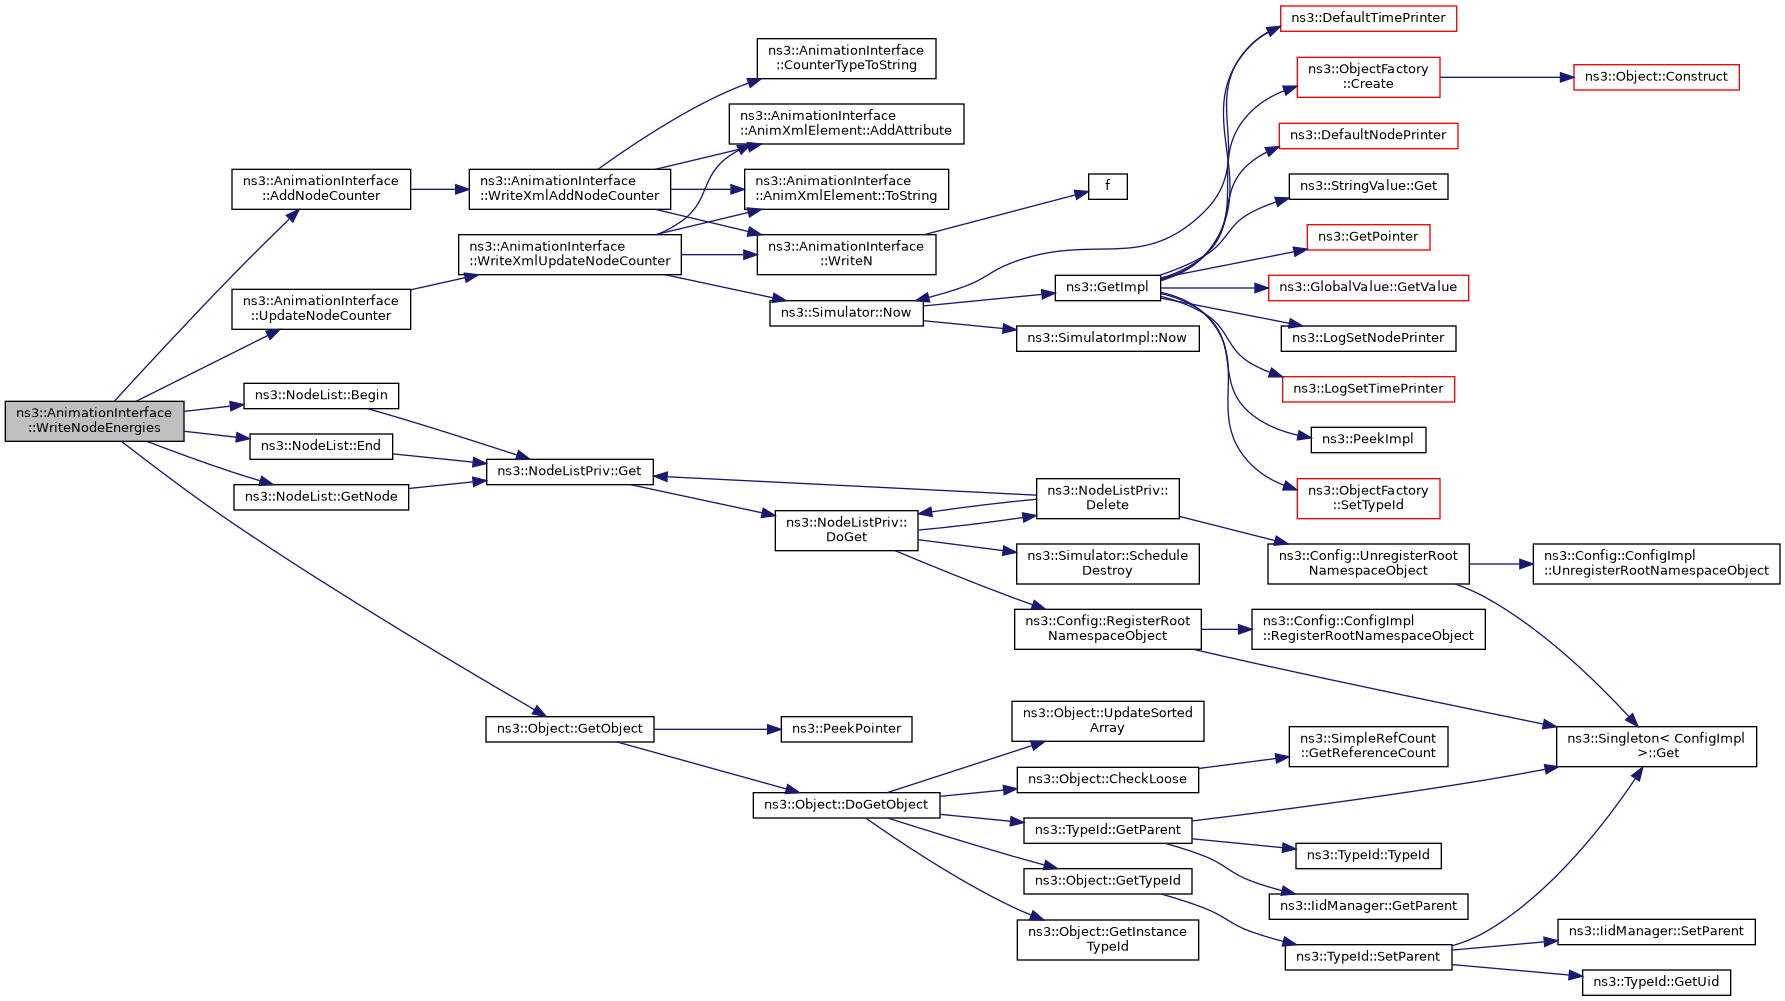 ns3::AnimationInterface
::WriteNodeEnergies
ns3::AnimationInterface
::AddNodeCounter
ns3::AnimationInterface
::UpdateNodeCounter
ns3::NodeList::Begin
ns3::NodeList::End
ns3::NodeList::GetNode
ns3::Object::GetObject
ns3::AnimationInterface
::WriteXmlAddNodeCounter
ns3::AnimationInterface
::WriteXmlUpdateNodeCounter
ns3::NodeListPriv::Get
ns3::AnimationInterface
::CounterTypeToString
ns3::AnimationInterface
::AnimXmlElement::AddAttribute
ns3::AnimationInterface
::AnimXmlElement::ToString
ns3::AnimationInterface
::WriteN
ns3::Simulator::Now
ns3::NodeListPriv::
DoGet
ns3::PeekPointer
ns3::Object::DoGetObject
f
ns3::GetImpl
ns3::SimulatorImpl::Now
ns3::NodeListPriv::
Delete
ns3::Simulator::Schedule
Destroy
ns3::Config::RegisterRoot
NamespaceObject
ns3::Object::UpdateSorted
Array
ns3::Object::CheckLoose
ns3::TypeId::GetParent
ns3::Object::GetTypeId
ns3::Object::GetInstance
TypeId
ns3::DefaultTimePrinter
ns3::ObjectFactory
::Create
ns3::DefaultNodePrinter
ns3::StringValue::Get
ns3::GetPointer
ns3::GlobalValue::GetValue
ns3::LogSetNodePrinter
ns3::LogSetTimePrinter
ns3::PeekImpl
ns3::ObjectFactory
::SetTypeId
ns3::Config::UnregisterRoot
NamespaceObject
ns3::Config::ConfigImpl
::RegisterRootNamespaceObject
ns3::SimpleRefCount
::GetReferenceCount
ns3::TypeId::TypeId
ns3::IidManager::GetParent
ns3::TypeId::SetParent
ns3::Object::Construct
ns3::Config::ConfigImpl
::UnregisterRootNamespaceObject
ns3::Singleton< ConfigImpl
>::Get
ns3::IidManager::SetParent
ns3::TypeId::GetUid